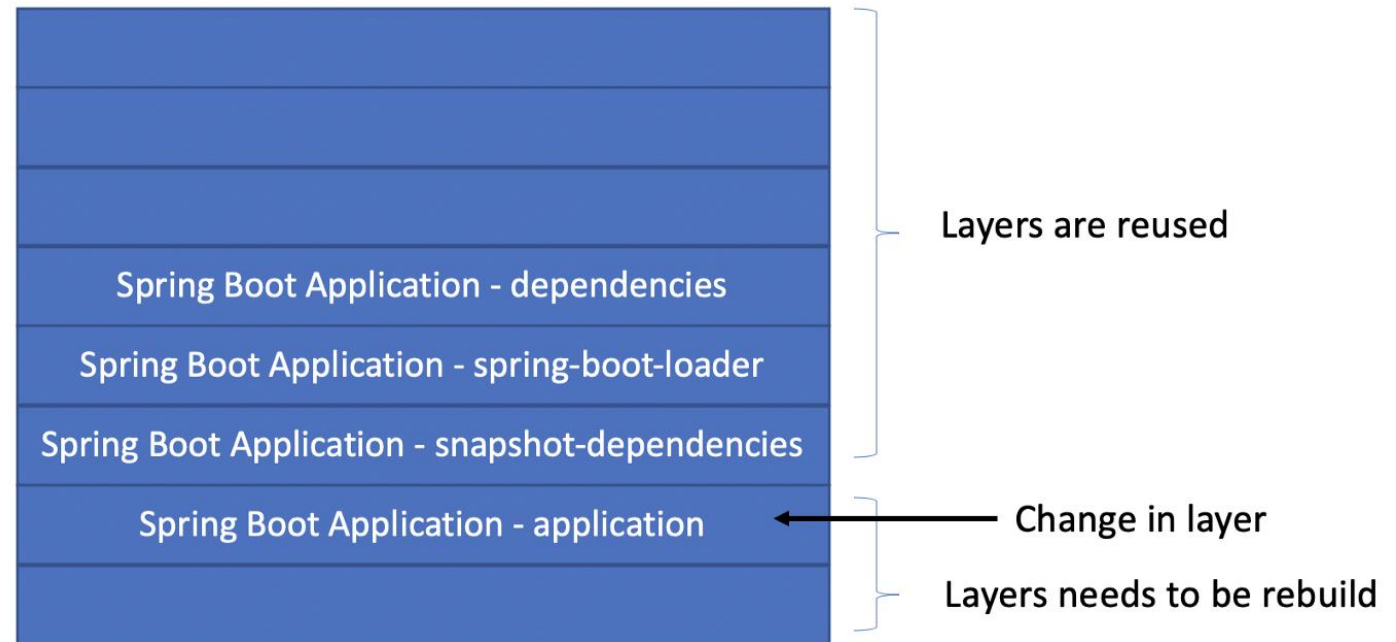 Spring Boot Application - dependencies
Layers are reused
Spring Boot Application - spring-boot-loader
Spring Boot Application - snapshot-dependencies
Spring Boot Application - application
Change in layer
Layers needs to be rebuild